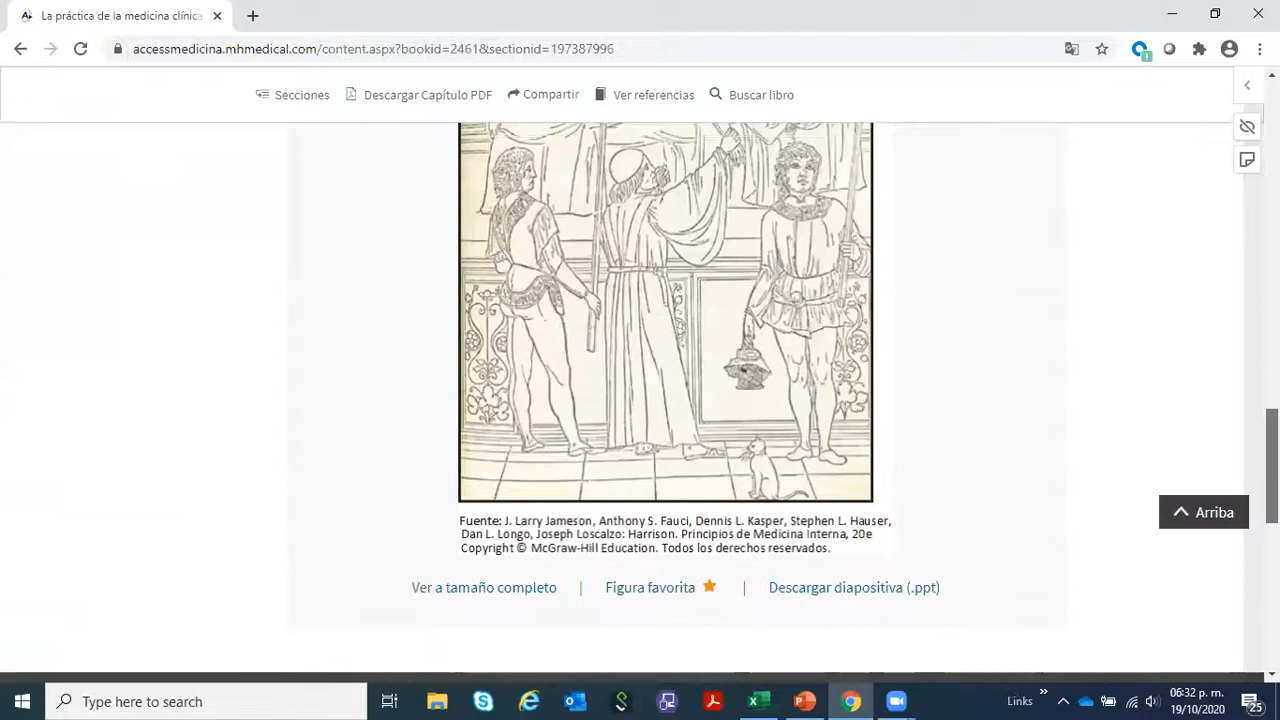 La práctica de la medicina clínica
accessmedicina.mhmedical.com/content.aspx?bookid=2461&sectionid=197387996
Secciones Descargar Capítulo PDF Compartir Ver referencias Buscar libro
Arriba
Fuente: J. Larry Jameson, Anthony S. Fauci, Dennis L. Kasper, Stephen L. Hauser,
Dan L. Longo, Joseph Loscalzo: Harrison. Principios de Medicina Interna, 20e
Copyright © McGraw-Hill Education. Todos los derechos reservados.
Ver a tamaño completo | Figura favorita | Descargar diapositiva (.ppt)
Type here to search
Links
06:32 p. m.
19/10/2020
25